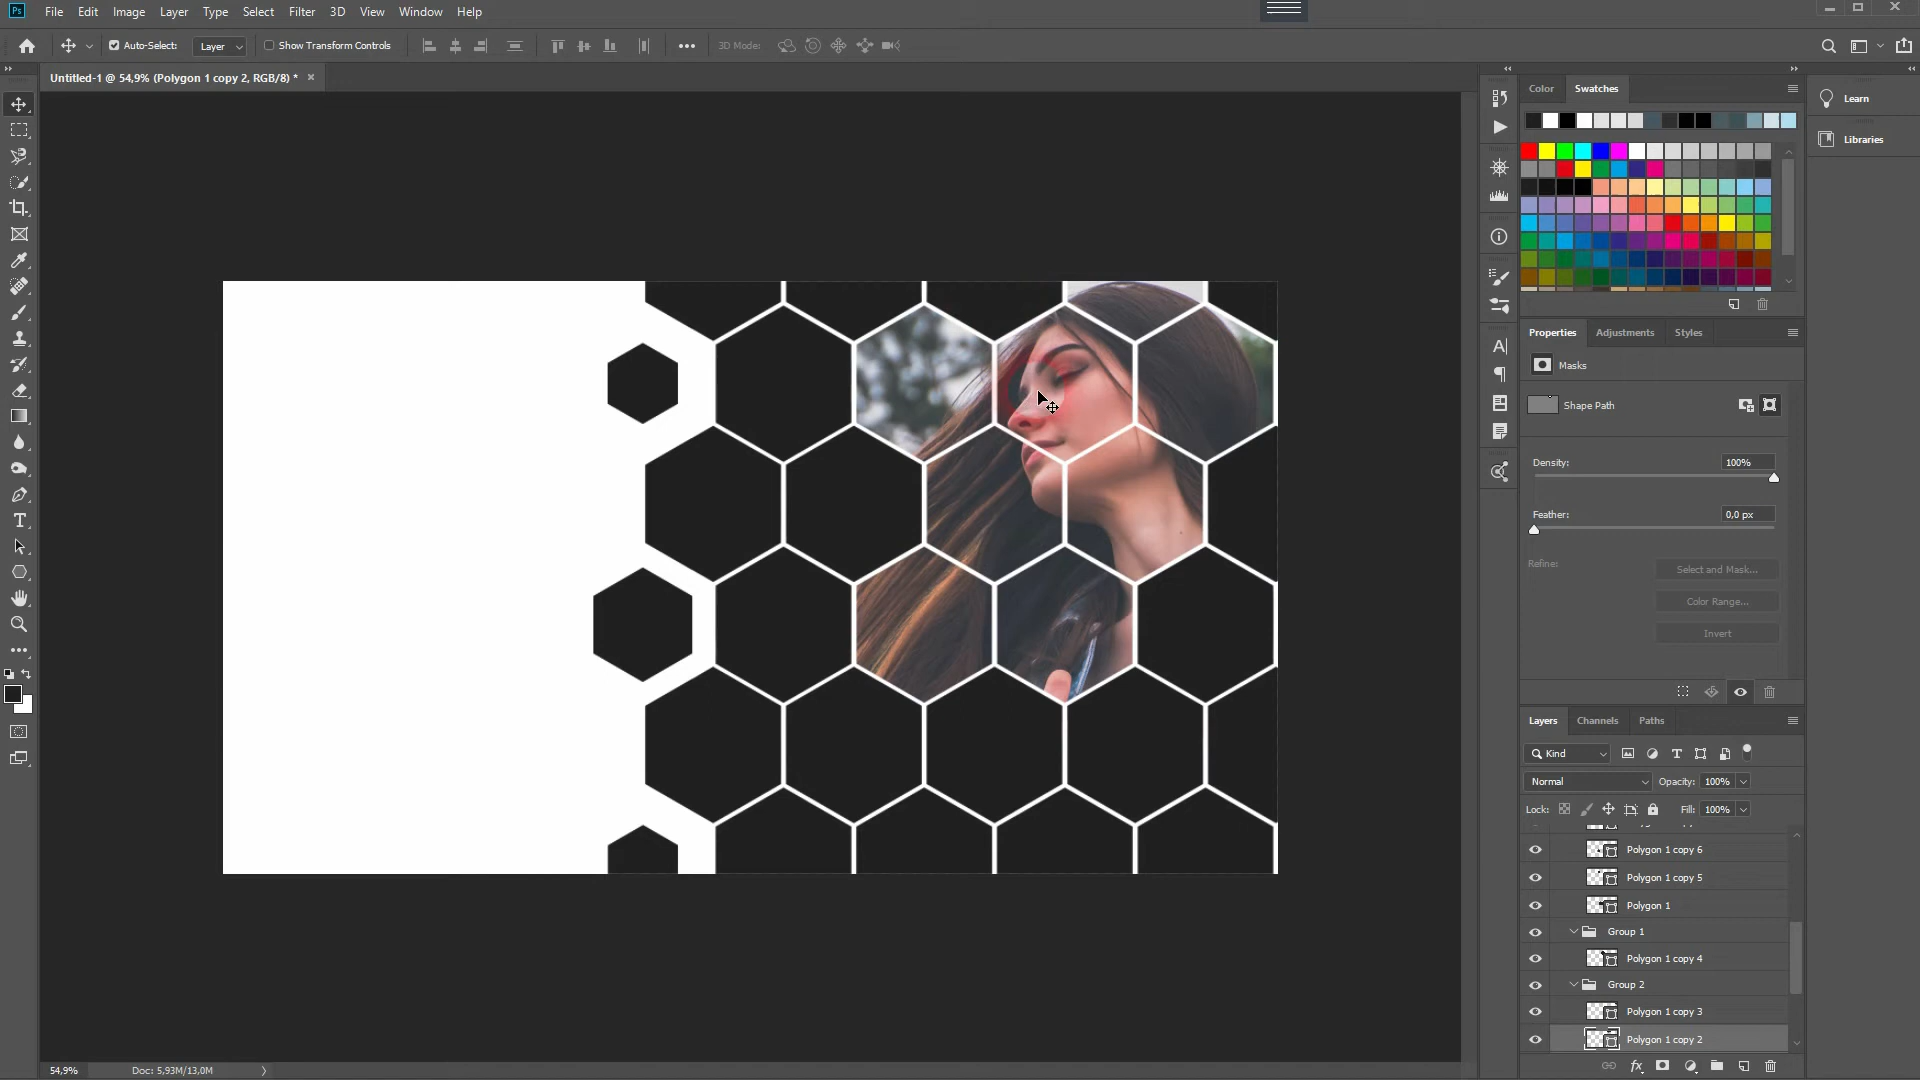 Ps File Edit Image Layer Type Select Filter 3D View Window Help
Auto-Select: Layer Show Transform Controls 3D Mode:
Untitled-1 @ 54,9% (Polygon 1 copy 2, RGB/8) *
Color Swatches
Learn
Libraries
Properties Adjustments Styles
Masks
Shape Path
Density: 100%
Feather: 0,0 px
Refine: Select and Mask...
Color Range...
Invert
Layers Channels Paths
Kind
Normal Opacity: 100%
Lock: Fill: 100%
Polygon 1 copy 6
Polygon 1 copy 5
Polygon 1
Group 1
Polygon 1 copy 4
Group 2
Polygon 1 copy 3
Polygon 1 copy 2
54,9% Doc: 5,93M/13,0M
fx